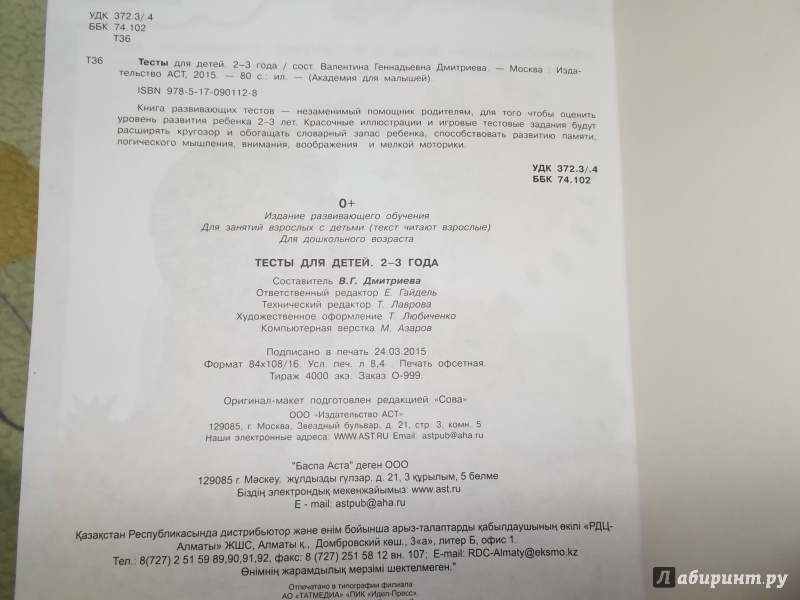 УДК 372.3/.4
ББК 74.102
Т36
Т36 Тесты для детей. 2–3 года / сост. Валентина Геннадьевна Дмитриева. — Москва : Изда-
тельство АСТ, 2015. — 80 с.: ил. — (Академия для малышей).
ISBN 978-5-17-090112-8
Книга развивающих тестов — незаменимый помощник родителям, для того чтобы оценить
уровень развития ребенка 2–3 лет. Красочные иллюстрации и игровые тестовые задания будут
расширять кругозор и обогащать словарный запас ребенка, способствовать развитию памяти,
логического мышления, внимания, воображения и мелкой моторики.
УДК 372.3/.4
ББК 74.102
0+
Издание развивающего обучения
Для занятий взрослых с детьми (текст читают взрослые)
Для дошкольного возраста
ТЕСТЫ ДЛЯ ДЕТЕЙ. 2–3 ГОДА
Составитель В.Г. Дмитриева
Ответственный редактор Е. Гайдель
Технический редактор Т. Лаврова
Художественное оформление Т. Любиченко
Компьютерная верстка М. Азаров
Подписано в печать 24.03.2015
Формат 84х108/16. Усл. печ. л 8,4 . Печать офсетная.
Тираж 4000 экз. Заказ О-999.
Оригинал-макет подготовлен редакцией «Сова»
ООО «Издательство АСТ»
129085, г. Москва, Звездный бульвар, д. 21, стр. 3, комн. 5
Наши электронные адреса: WWW.AST.RU Email: astpub@aha.ru
"Баспа Аста" деген ООО
129085 г. Мәскеу, жұлдызды гүлзар, д. 21, 3 құрылым, 5 бөлме
Біздің электрондық мекенжайымыз: www.ast.ru
E - mail: astpub@aha.ru
Қазақстан Республикасында дистрибьютор және өнім бойынша арыз-талаптарды қабылдаушының өкілі «РДЦ-
Алматы» ЖШС, Алматы қ., Домбровский көш., 3«а», литер Б, офис 1.
Тел.: 8(727) 2 51 59 89,90,91,92, факс: 8 (727) 251 58 12 вн. 107; E-mail: RDC-Almaty@eksmo.kz
Өнімнің жарамдылық мерзімі шектелмеген."
Отпечатано в типографии филиала
АО «ТАТМЕДИА» «ПИК «Идел-Пресс».
Лабиринт.ру